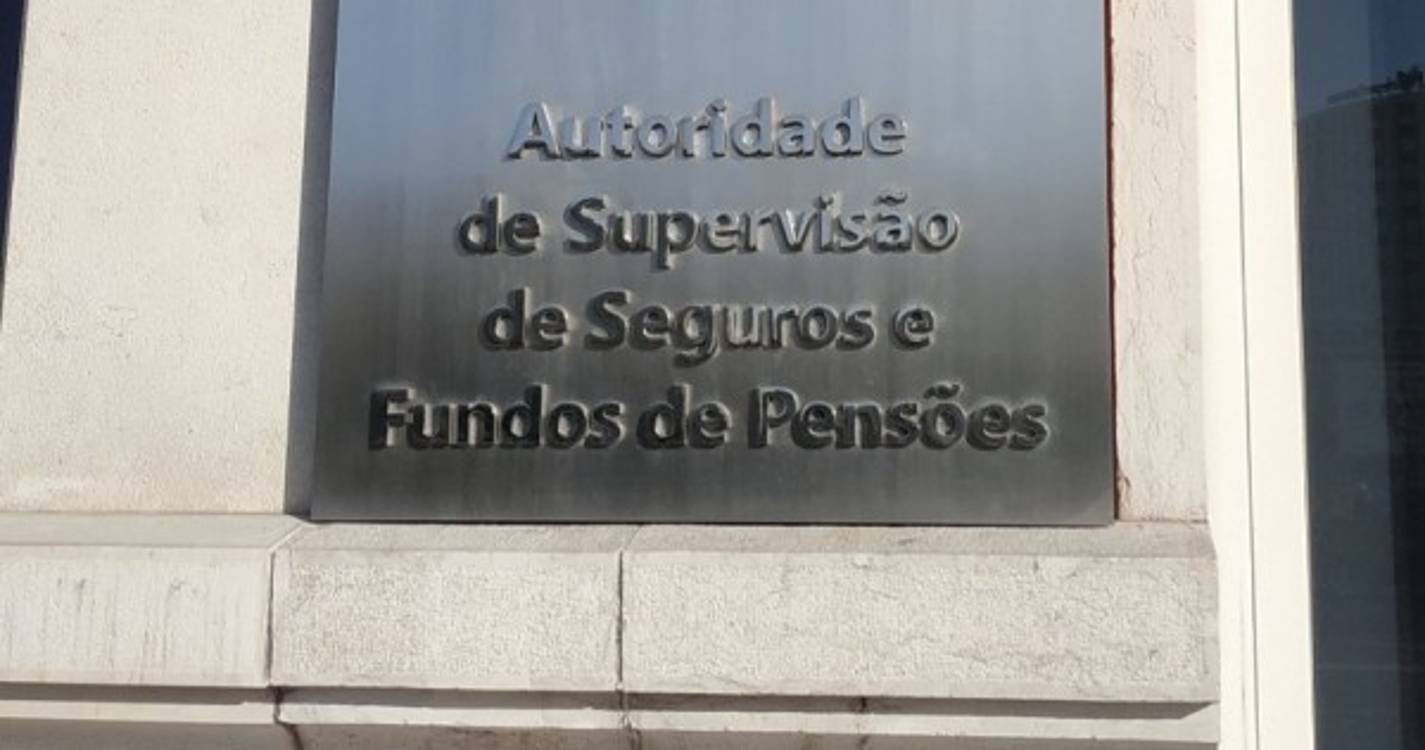 Autoridade
de Supervisão
de Seguros e
Fundos de Pensões